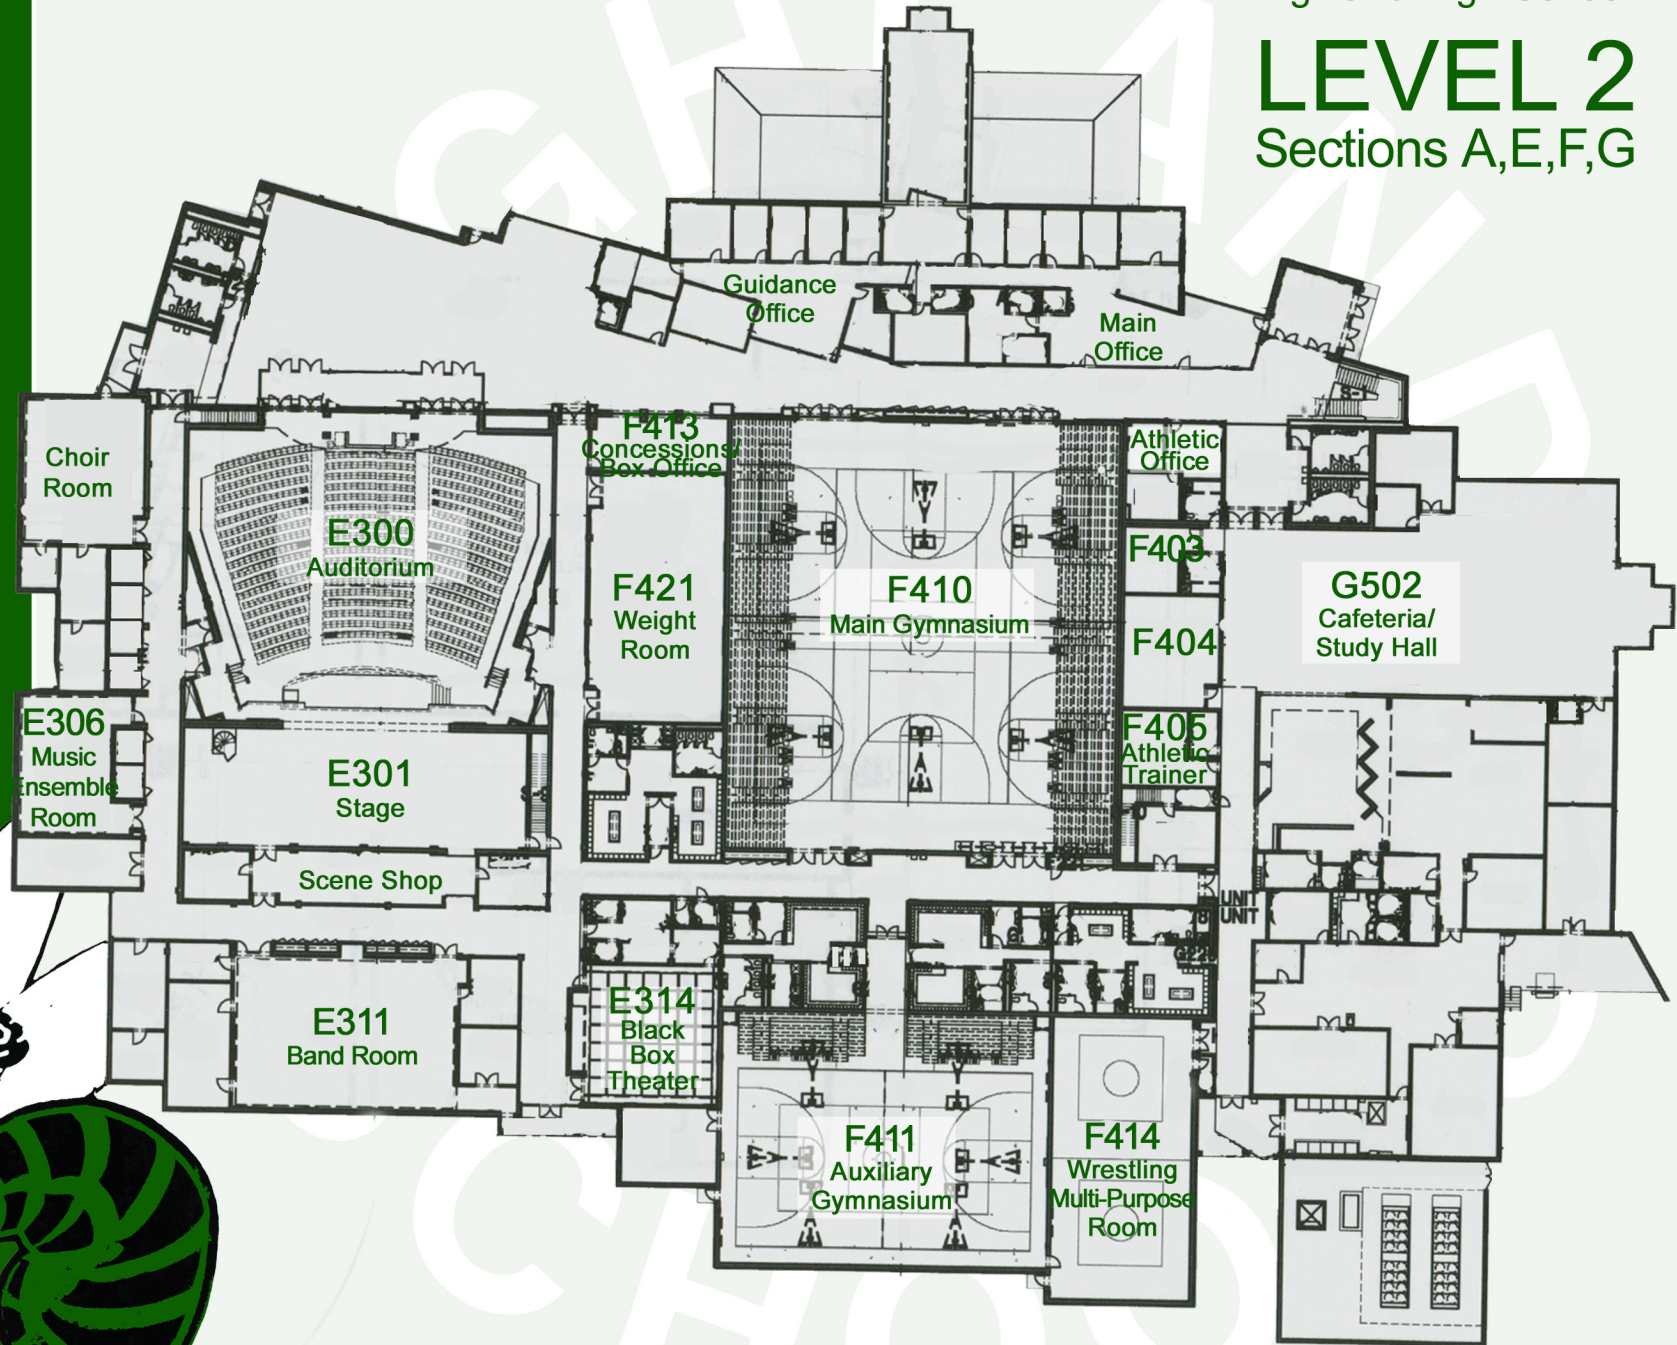 LEVEL 2
Sections A,E,F,G
Guidance
Office
Main
Office
Choir
Room
F413
Concessions/
Box Office
Athletic
Office
E300
Auditorium
F421
Weight
Room
F410
Main Gymnasium
F403
F404
G502
Cafeteria/
Study Hall
E306
Music
Ensemble
Room
E301
Stage
F405
Athletic
Trainer
Scene Shop
UNIT
UNIT
E311
Band Room
E314
Black
Box
Theater
F411
Auxiliary
Gymnasium
F414
Wrestling
Multi-Purpose
Room